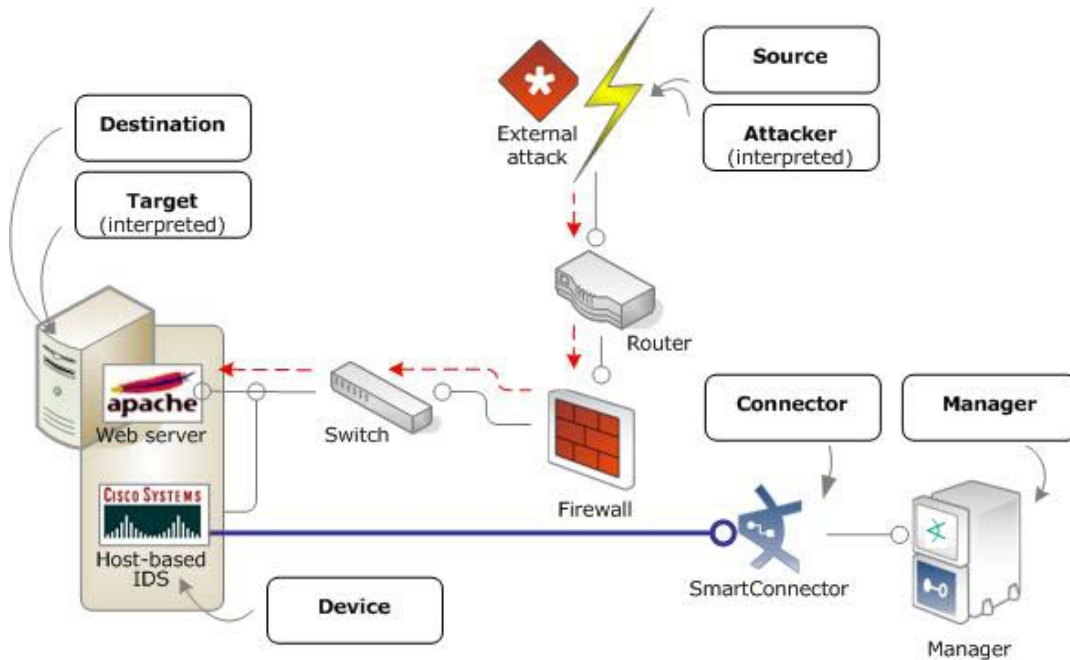 Source
Destination
External
attack
Attacker
(interpreted)
Target
(interpreted)
Router
Connector
Manager
apache
Web server
Switch
CISCO SYSTEMS
Firewall
Host-based
IDS
SmartConnector
Device
Manager